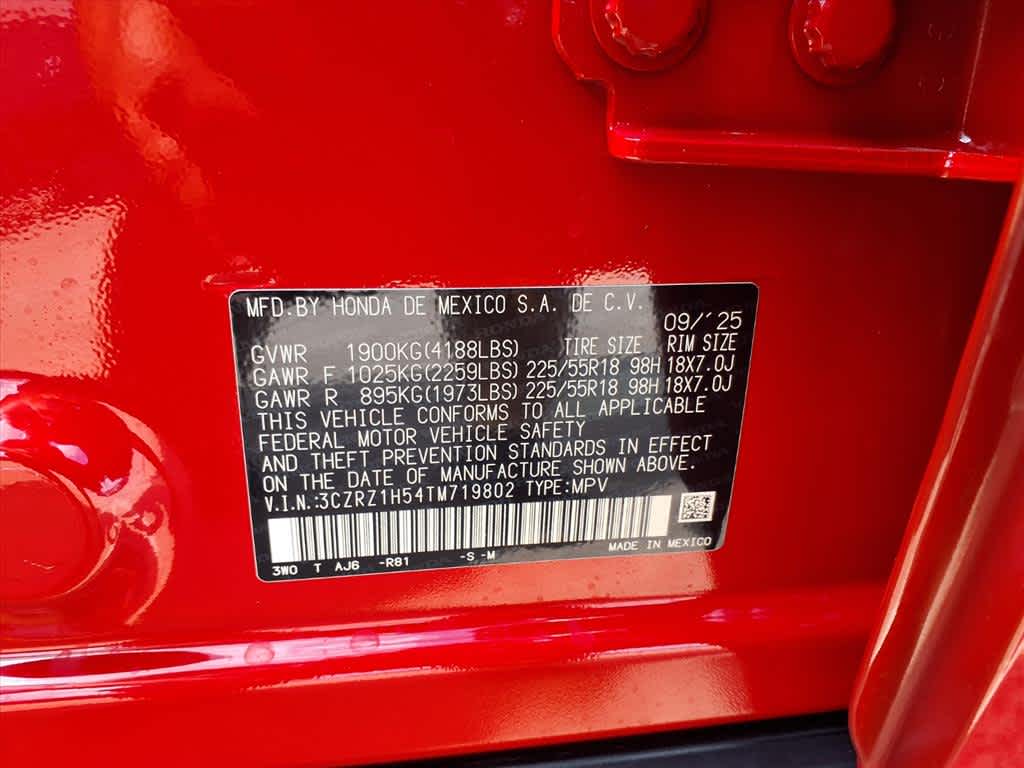 MFD.BY HONDA DE MEXICO S.A. DE C.V.
09/'25
GVWR 1900KG(4188LBS) TIRE SIZE RIM SIZE
GAWR F 1025KG(2259LBS) 225/55R18 98H 18X7.0J
GAWR R 895KG(1973LBS) 225/55R18 98H 18X7.0J
THIS VEHICLE CONFORMS TO ALL APPLICABLE
FEDERAL MOTOR VEHICLE SAFETY
AND THEFT PREVENTION STANDARDS IN EFFECT
ON THE DATE OF MANUFACTURE SHOWN ABOVE.
V.I.N.:3CZRZ1H54TM719802 TYPE:MPV
3W0 T AJ6 -R81 -S -M MADE IN MEXICO